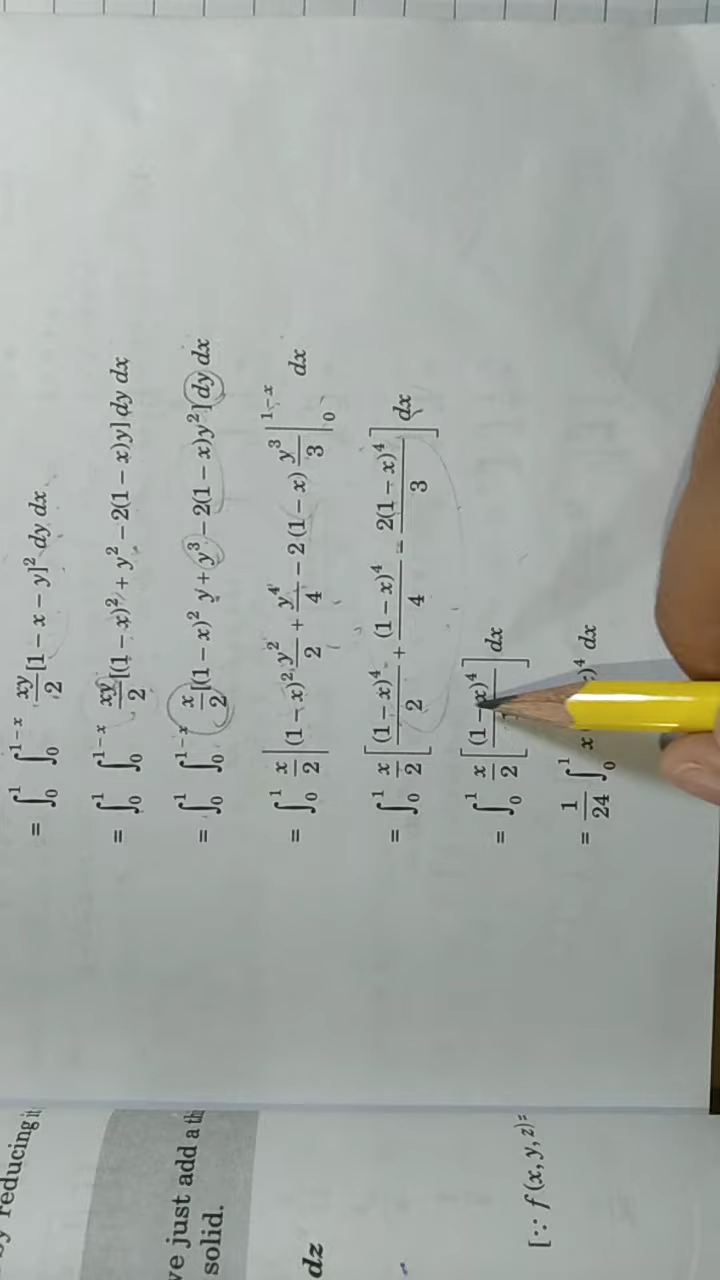 = ∫₀¹ ∫₀^{1−x} xy/2 [1 − x − y]² dy dx
= ∫₀¹ ∫₀^{1−x} xy/2 [(1 − x)² + y² − 2(1 − x)y] dy dx
= ∫₀¹ ∫₀^{1−x} x/2 [(1 − x)² y + y³ − 2(1 − x)y²] dy dx
= ∫₀¹ x/2 |(1 − x)² y²/2 + y⁴/4 − 2(1 − x) y³/3|₀^{1−x} dx
= ∫₀¹ x/2 [(1 − x)⁴/2 + (1 − x)⁴/4 − 2(1 − x)⁴/3] dx
= ∫₀¹ x/2 [(1 − x)⁴ ] dx
= 1/24 ∫₀¹ x )⁴ dx
reducing
just add a
solid.
dz
[∵ f(x, y, z) =